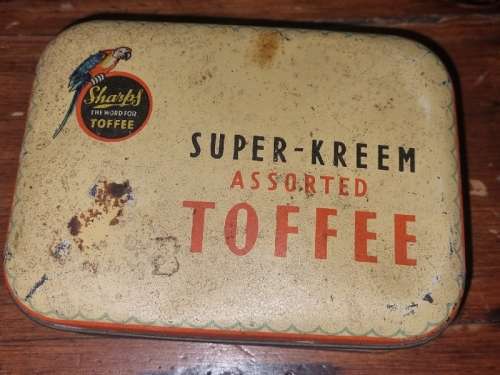 Sharps
THE WORD FOR
TOFFEE
SUPER-KREEM
ASSORTED
TOFFEE